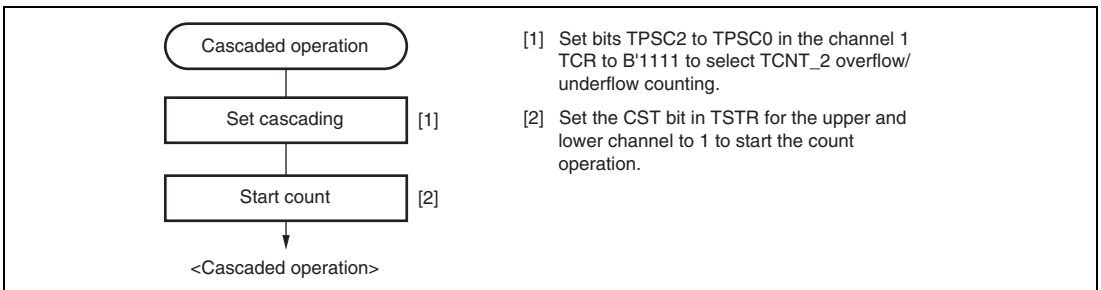 Cascaded operation
Set cascading
[1]
Start count
[2]
<Cascaded operation>
[1] Set bits TPSC2 to TPSC0 in the channel 1
TCR to B'1111 to select TCNT_2 overflow/
underflow counting.
[2] Set the CST bit in TSTR for the upper and
lower channel to 1 to start the count
operation.